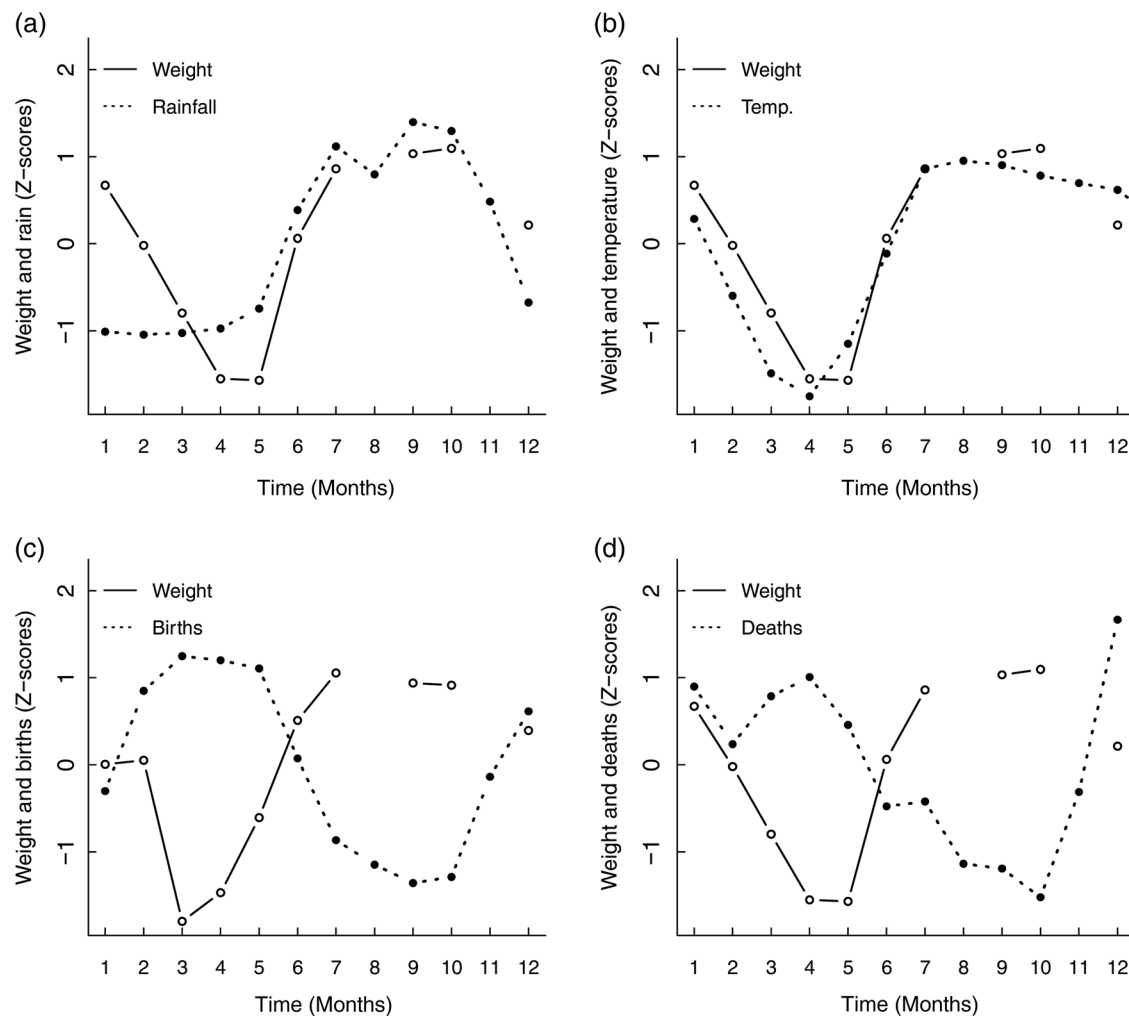 (a)
Weight and rain (Z−scores)
2
1
0
−1
Weight
Rainfall
1 2 3 4 5 6 7 8 9 10 11 12
Time (Months)
(b)
Weight and temperature (Z−scores)
2
1
0
−1
Weight
Temp.
1 2 3 4 5 6 7 8 9 10 11 12
Time (Months)
(c)
Weight and births (Z−scores)
2
1
0
−1
Weight
Births
1 2 3 4 5 6 7 8 9 10 11 12
Time (Months)
(d)
Weight and deaths (Z−scores)
2
1
0
−1
Weight
Deaths
1 2 3 4 5 6 7 8 9 10 11 12
Time (Months)